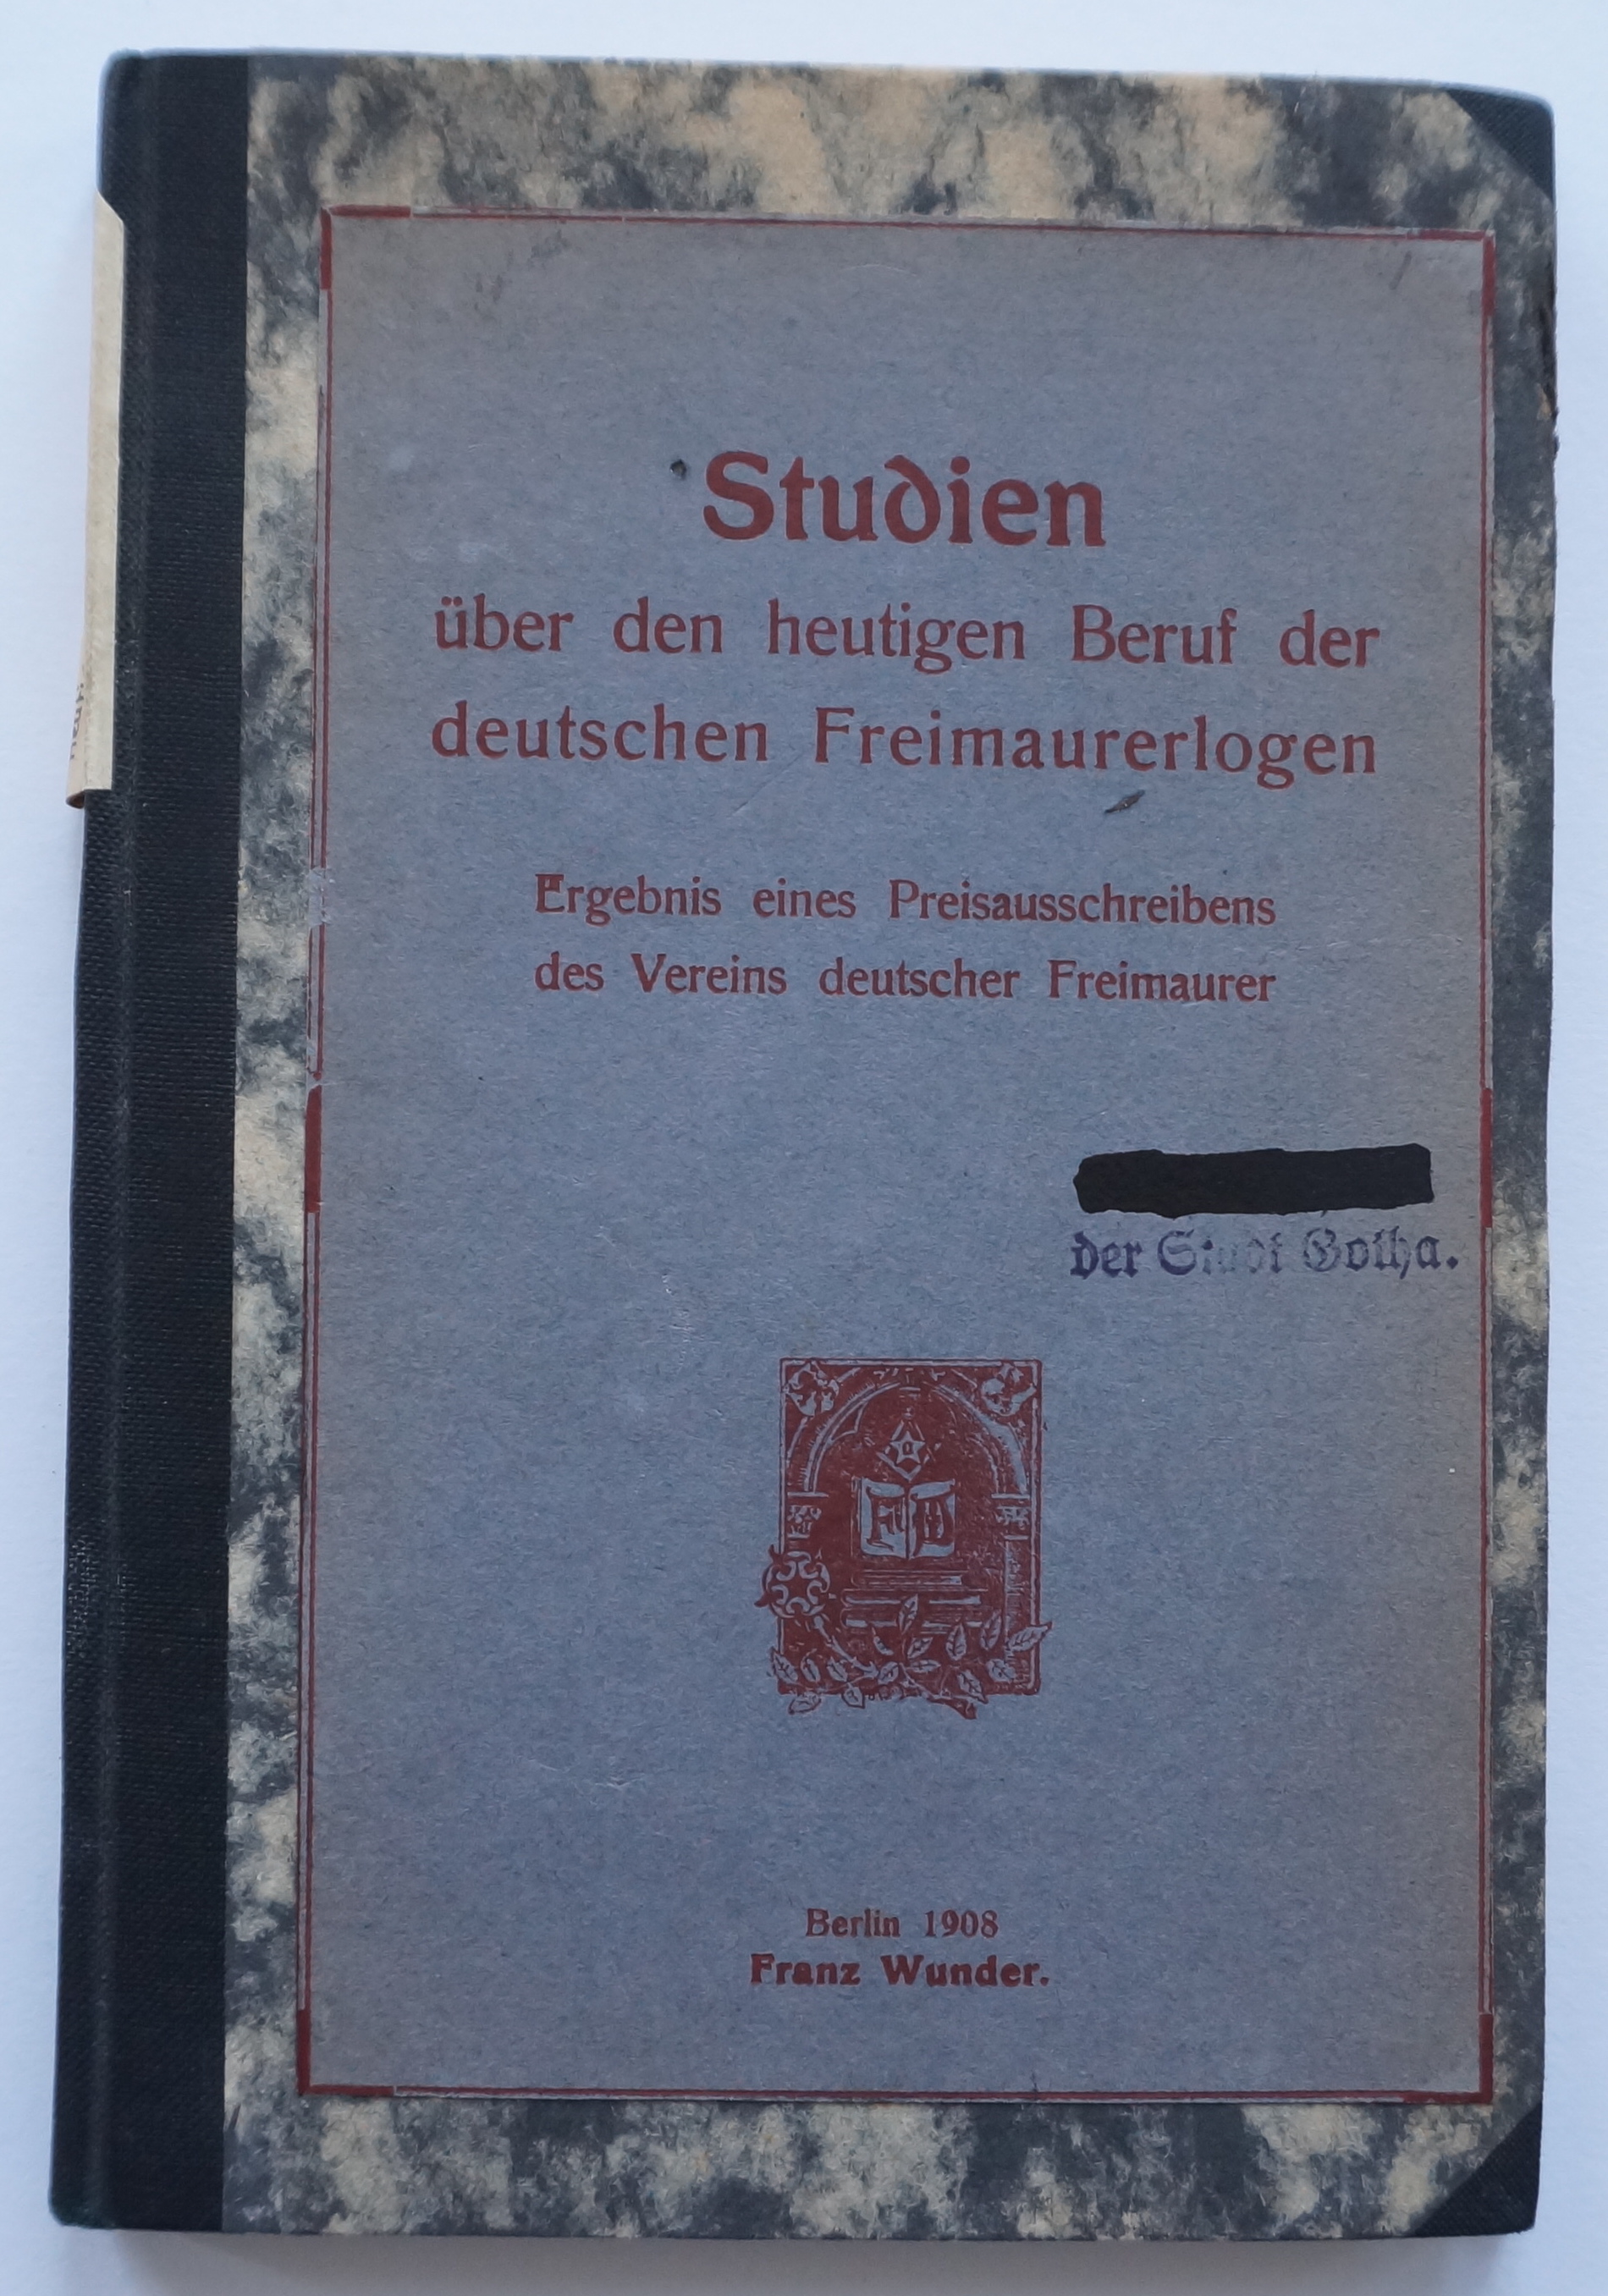 Studien
über den heutigen Beruf der
deutschen Freimaurerlogen
Ergebnis eines Preisausschreibens
des Vereins deutscher Freimaurer
der Stadt Gotha.
F D
Berlin 1908
Franz Wunder.